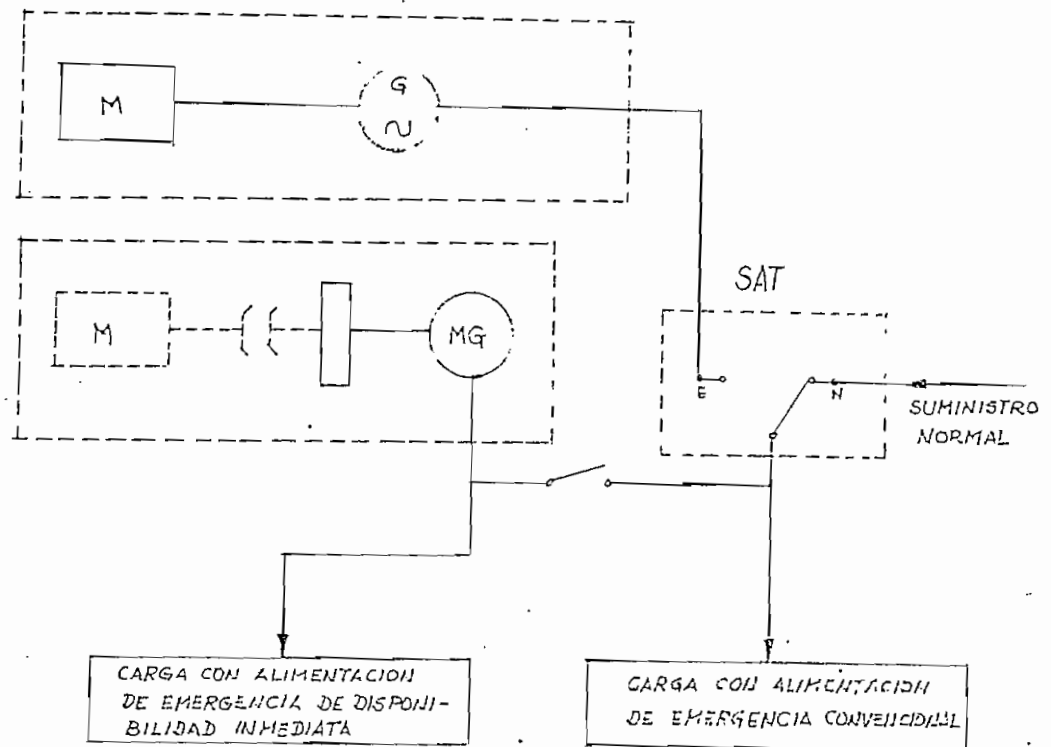 M
G
SAT
M
MG
E
N
SUMINISTRO
NORMAL
CARGA CON ALIMENTACION
DE EMERGENCIA DE DISPONI-
BILIDAD INMEDIATA
CARGA CON ALIMENTACION
DE EMERGENCIA CONVENCIONAL